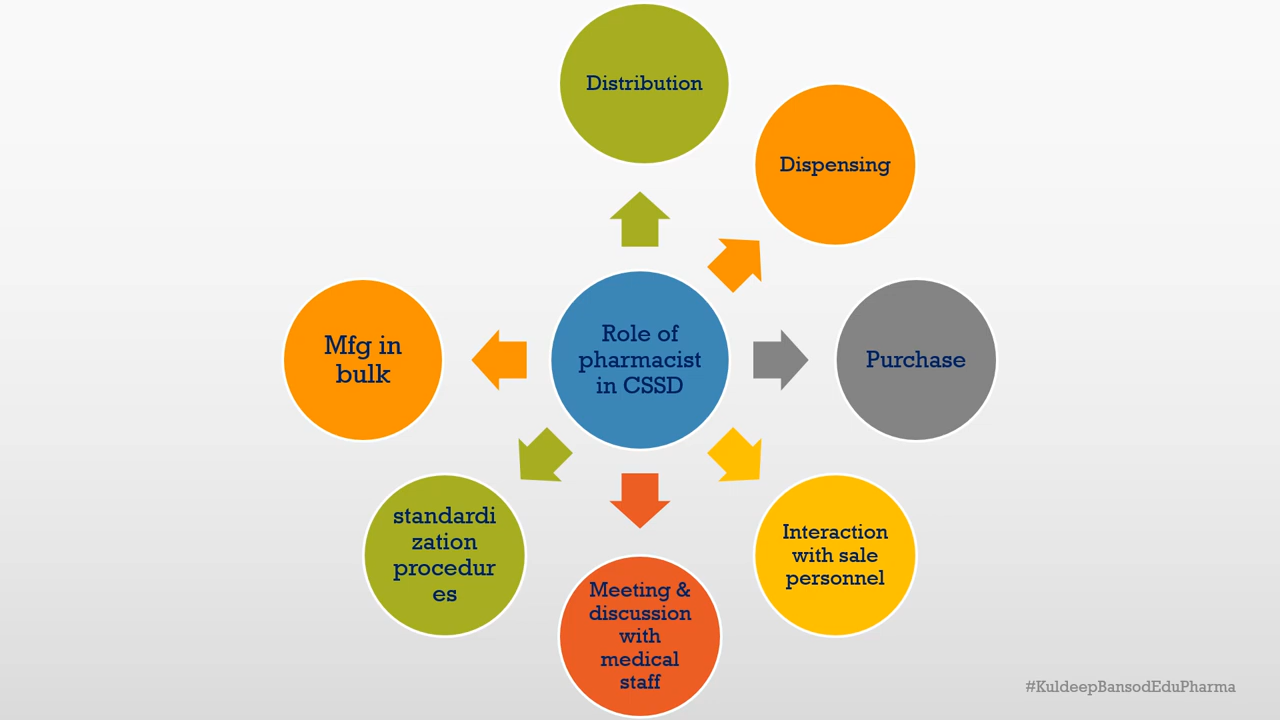 Distribution
Dispensing
Role of
pharmacist
in CSSD
Mfg in
bulk
Purchase
standardi
zation
procedur
es
Interaction
with sale
personnel
Meeting &
discussion
with
medical
staff
#KuldeepBansodEduPharma